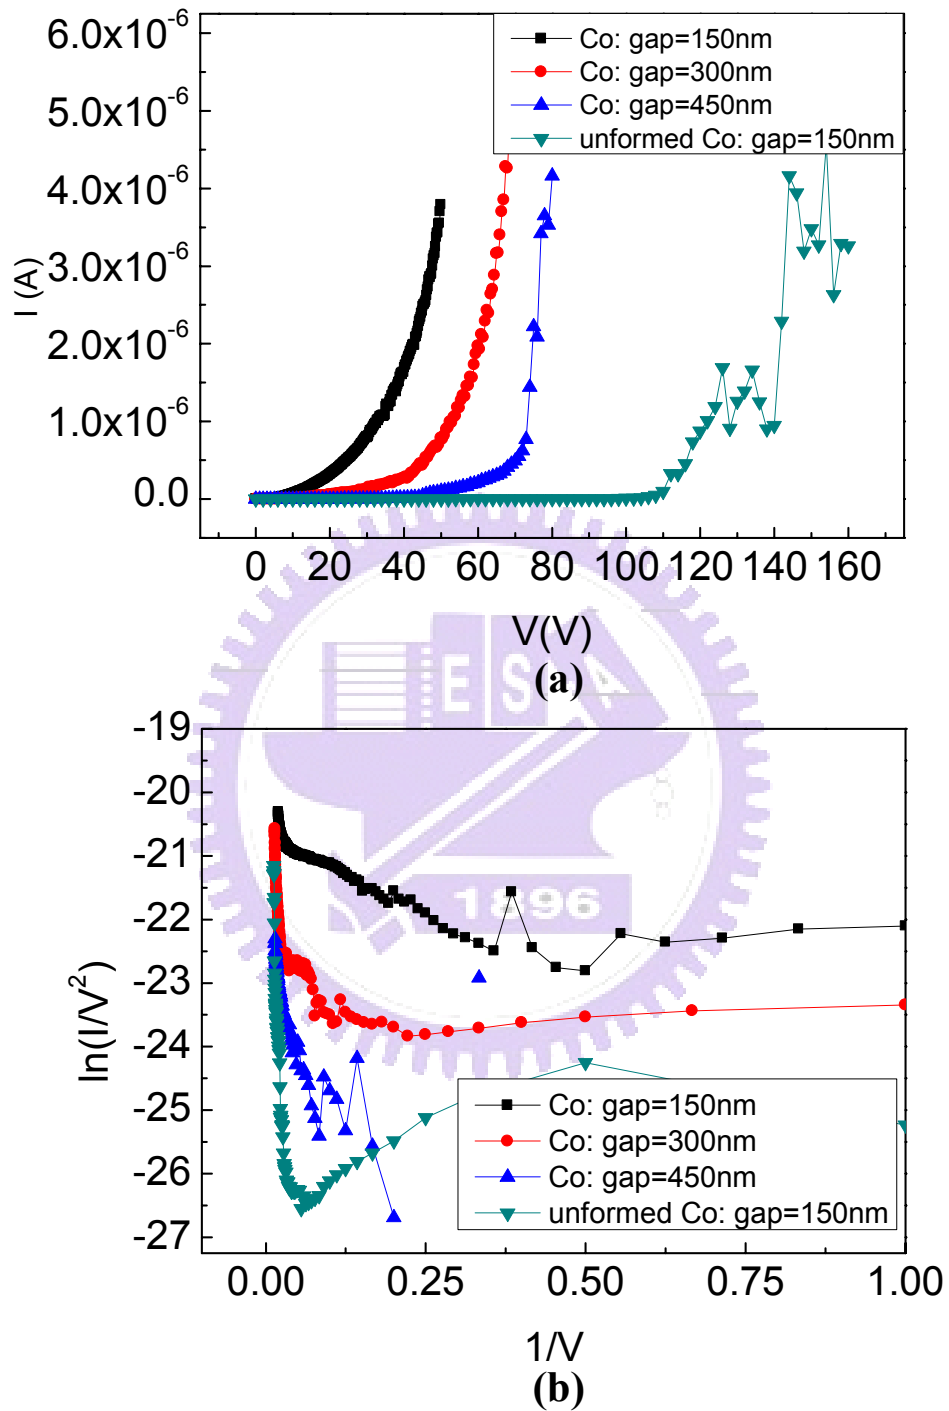 6.0x10⁻⁶
5.0x10⁻⁶
4.0x10⁻⁶
3.0x10⁻⁶
2.0x10⁻⁶
1.0x10⁻⁶
0.0
I (A)
Co: gap=150nm
Co: gap=300nm
Co: gap=450nm
unformed Co: gap=150nm
0 20 40 60 80 100 120 140 160
V(V)
(a)
E S A
1896
-19
-20
-21
-22
-23
-24
-25
-26
-27
ln(I/V²)
Co: gap=150nm
Co: gap=300nm
Co: gap=450nm
unformed Co: gap=150nm
0.00 0.25 0.50 0.75 1.00
1/V
(b)